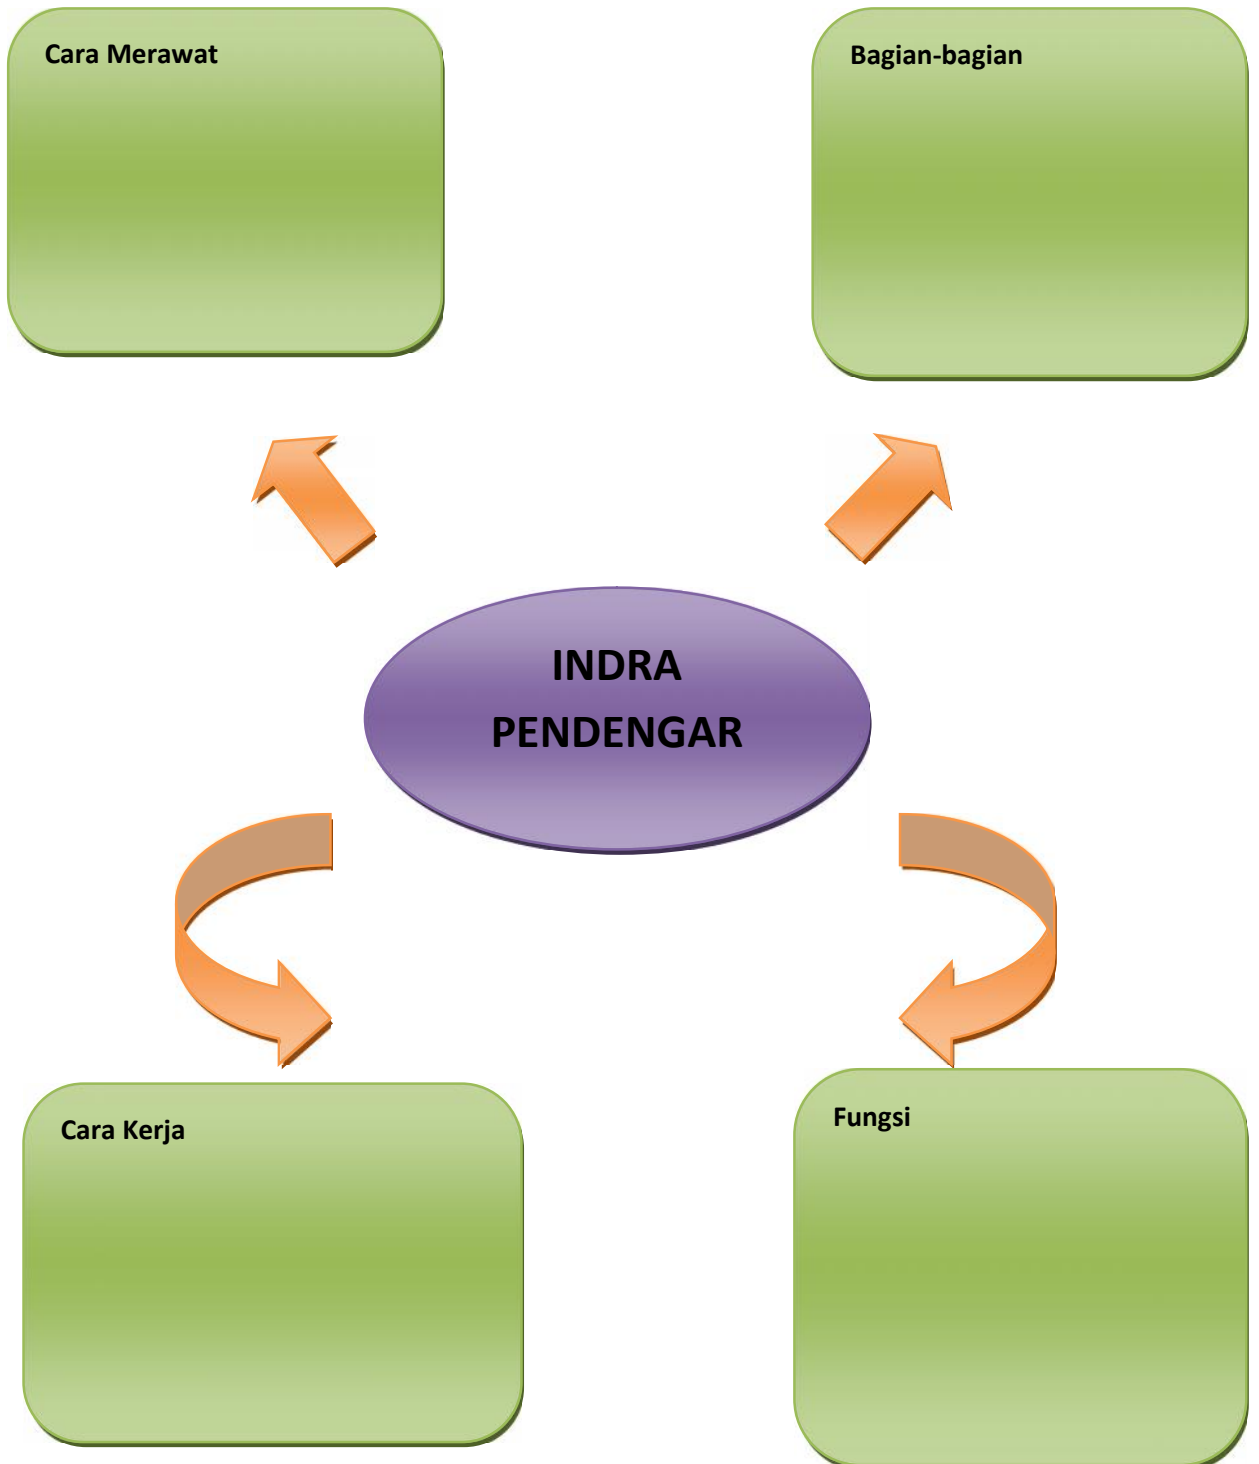 Cara Merawat
Bagian-bagian
INDRA
PENDENGAR
Cara Kerja
Fungsi